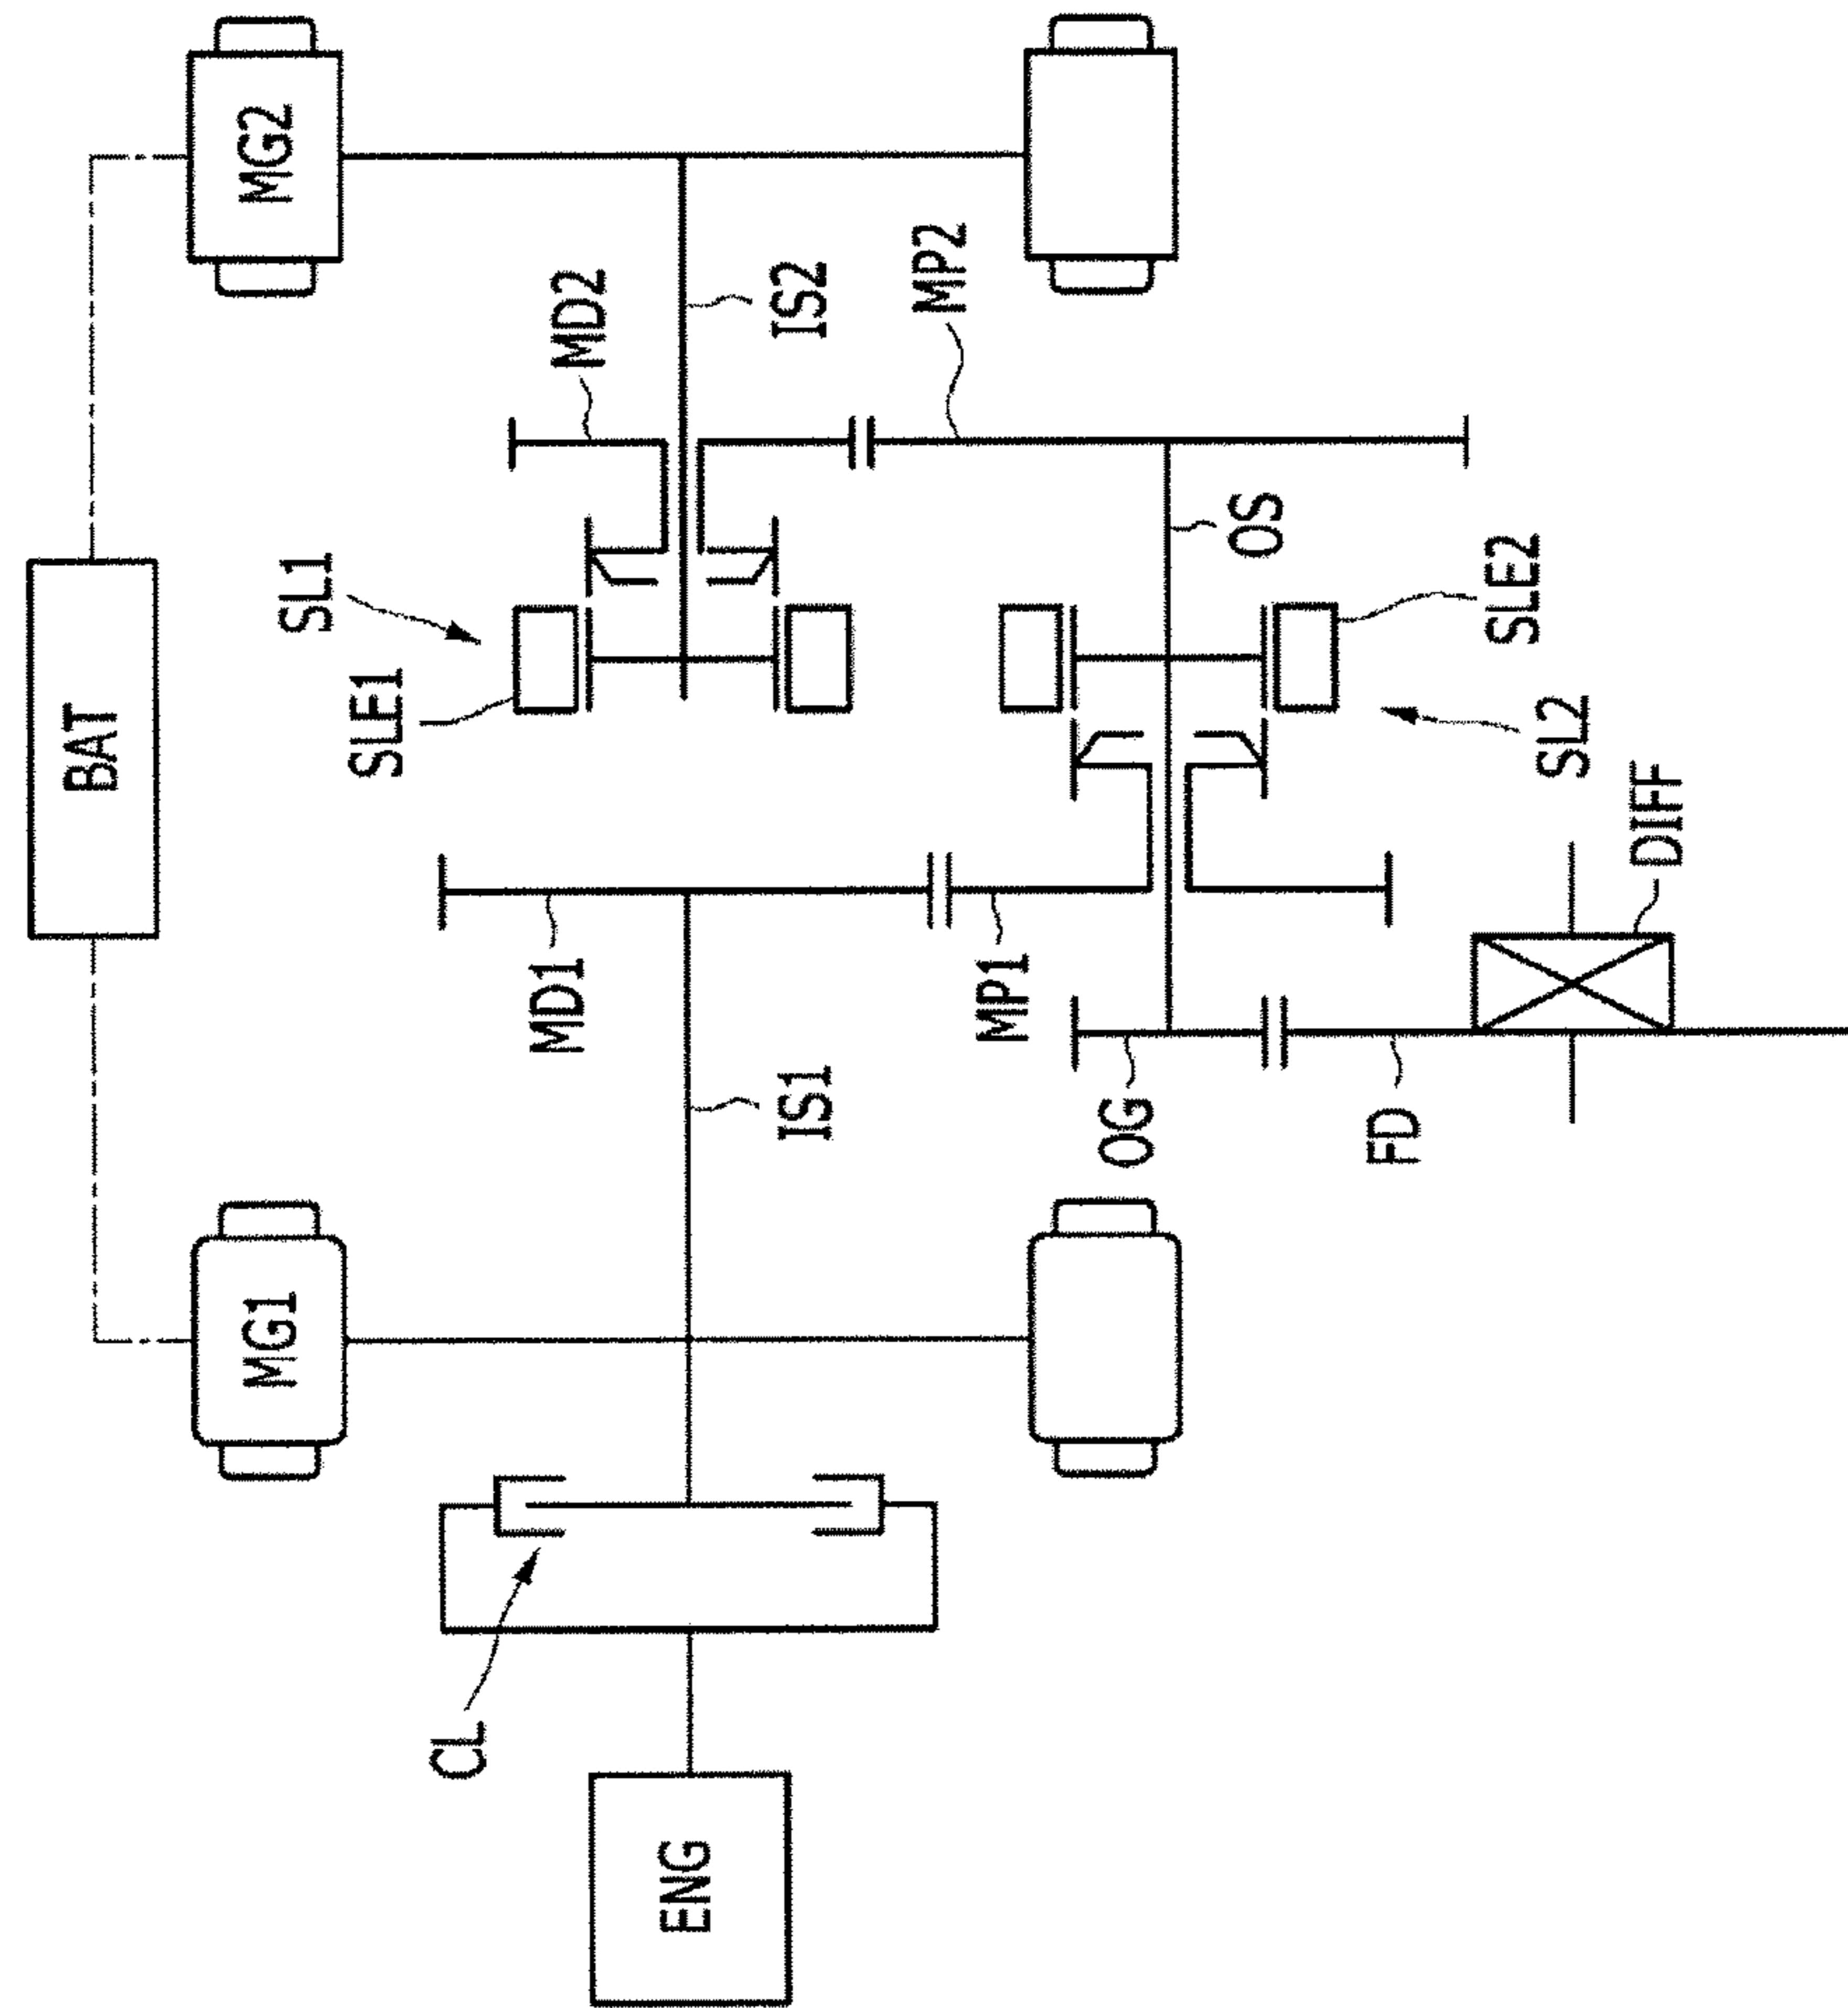 BAT
MG1
MG2
SL1
SLE1
MD2
IS2
MP2
CL
MD1
IS1
MP1
OS
SLE2
SL2
ENG
OG
FD
DIFF